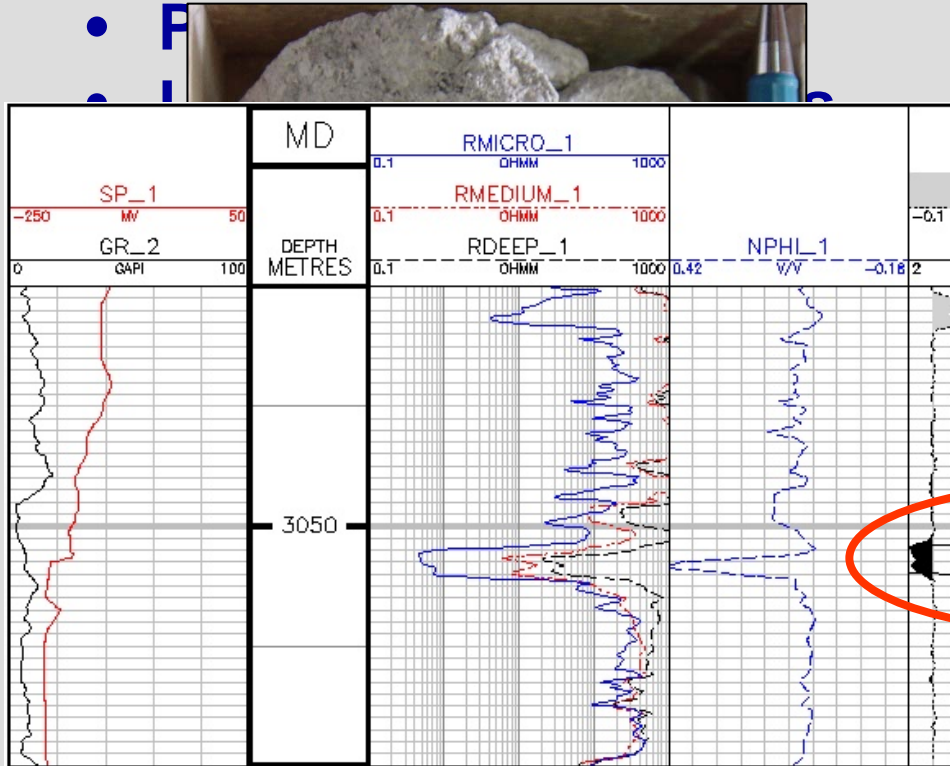 • P
•
s
MD
RMICRO_1
0.1 OHMM 1000
SP_1
-250 MV 50
RMEDIUM_1
0.1 OHMM 1000
-0.1
GR_2
0 GAPI 100
DEPTH
METRES
RDEEP_1
0.1 OHMM 1000
NPHI_1
0.42 V/V -0.18
2
3050